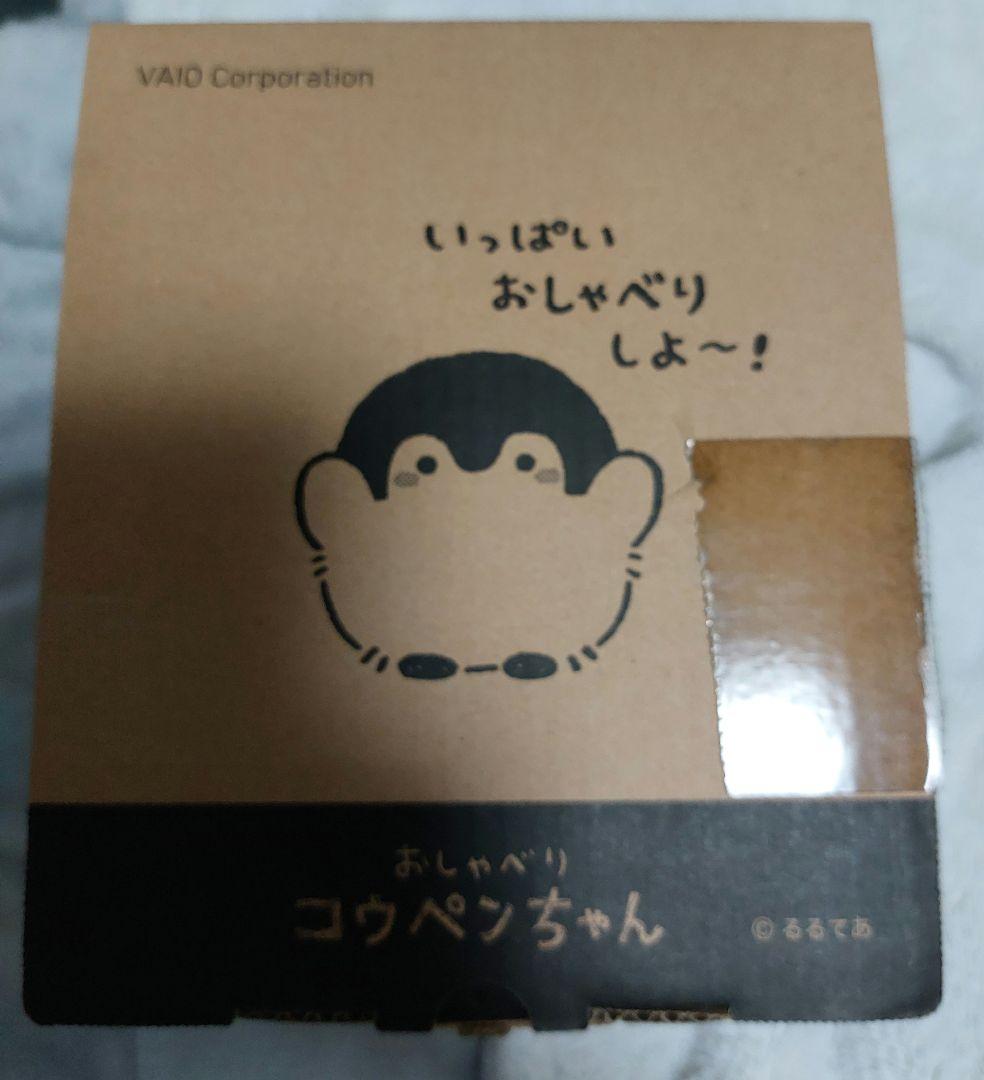 VAIO Corporation
いっぱい
おしゃべり
しよ～!
おしゃべり
コウペンちゃん
© るるてあ